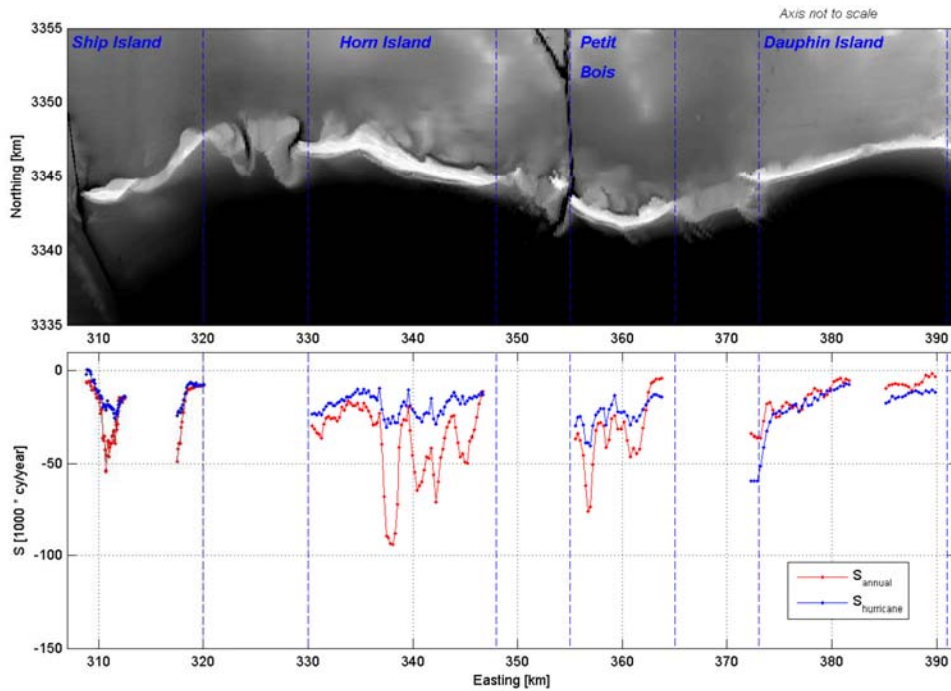 Axis not to scale
Ship Island
Horn Island
Petit
Bois
Dauphin Island
Northing [km]
3355
3350
3345
3340
3335
310 320 330 340 350 360 370 380 390
S [1000 * cy/year]
0
-50
-100
-150
S annual
S hurricane
310 320 330 340 350 360 370 380 390
Easting [km]